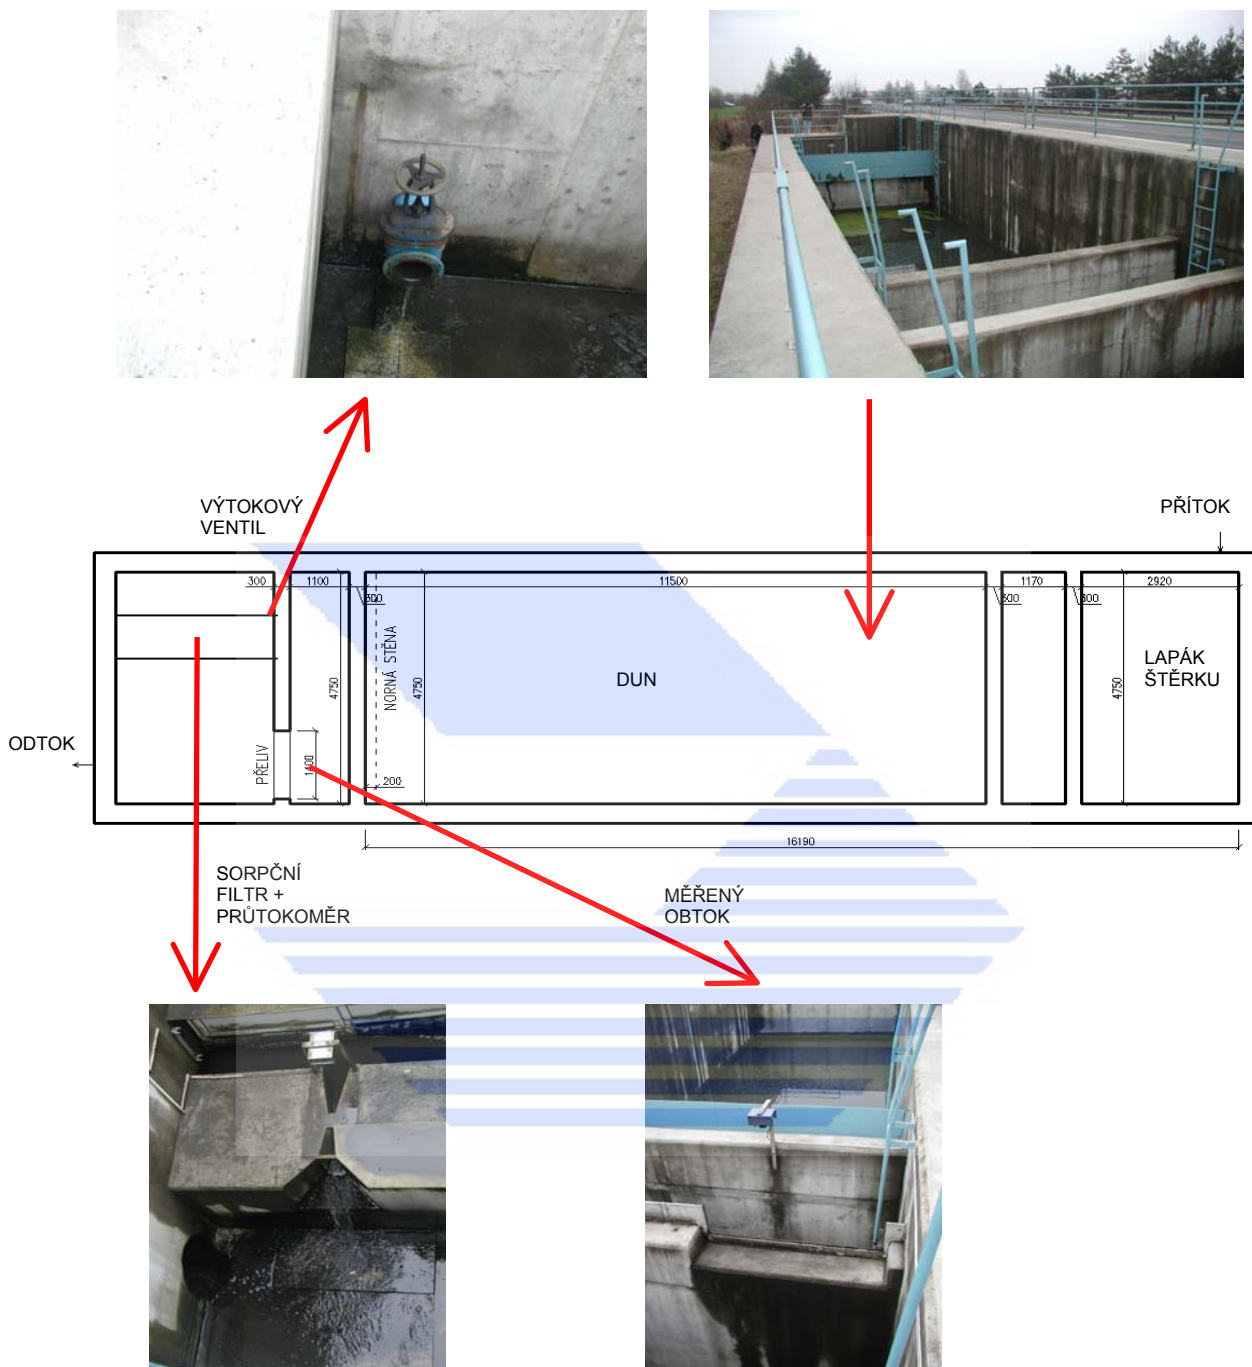 VÝTOKOVÝ
VENTIL
PŘÍTOK
300
1100
300
11500
600
1170
300
2920
NORNÁ STĚNA
4750
4750
4750
DUN
LAPÁK
ŠTĚRKU
ODTOK
PŘELIV
1400
200
16190
SORPČNÍ
FILTR +
PRŮTOKOMĚR
MĚŘENÝ
OBTOK